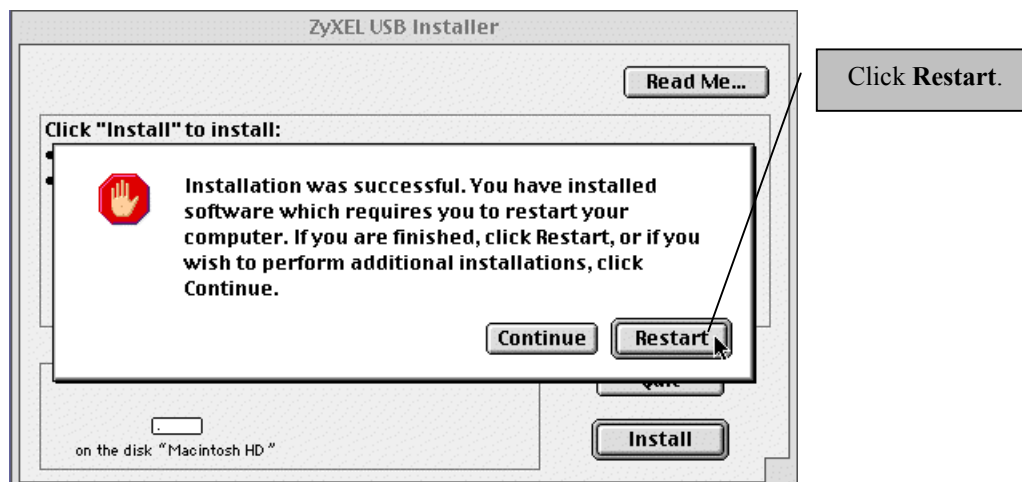 ZyXEL USB Installer
Read Me...
Click Restart.
Click "Install" to install:
Installation was successful. You have installed
software which requires you to restart your
computer. If you are finished, click Restart, or if you
wish to perform additional installations, click
Continue.
Continue
Restart
Quit
on the disk "Macintosh HD"
Install